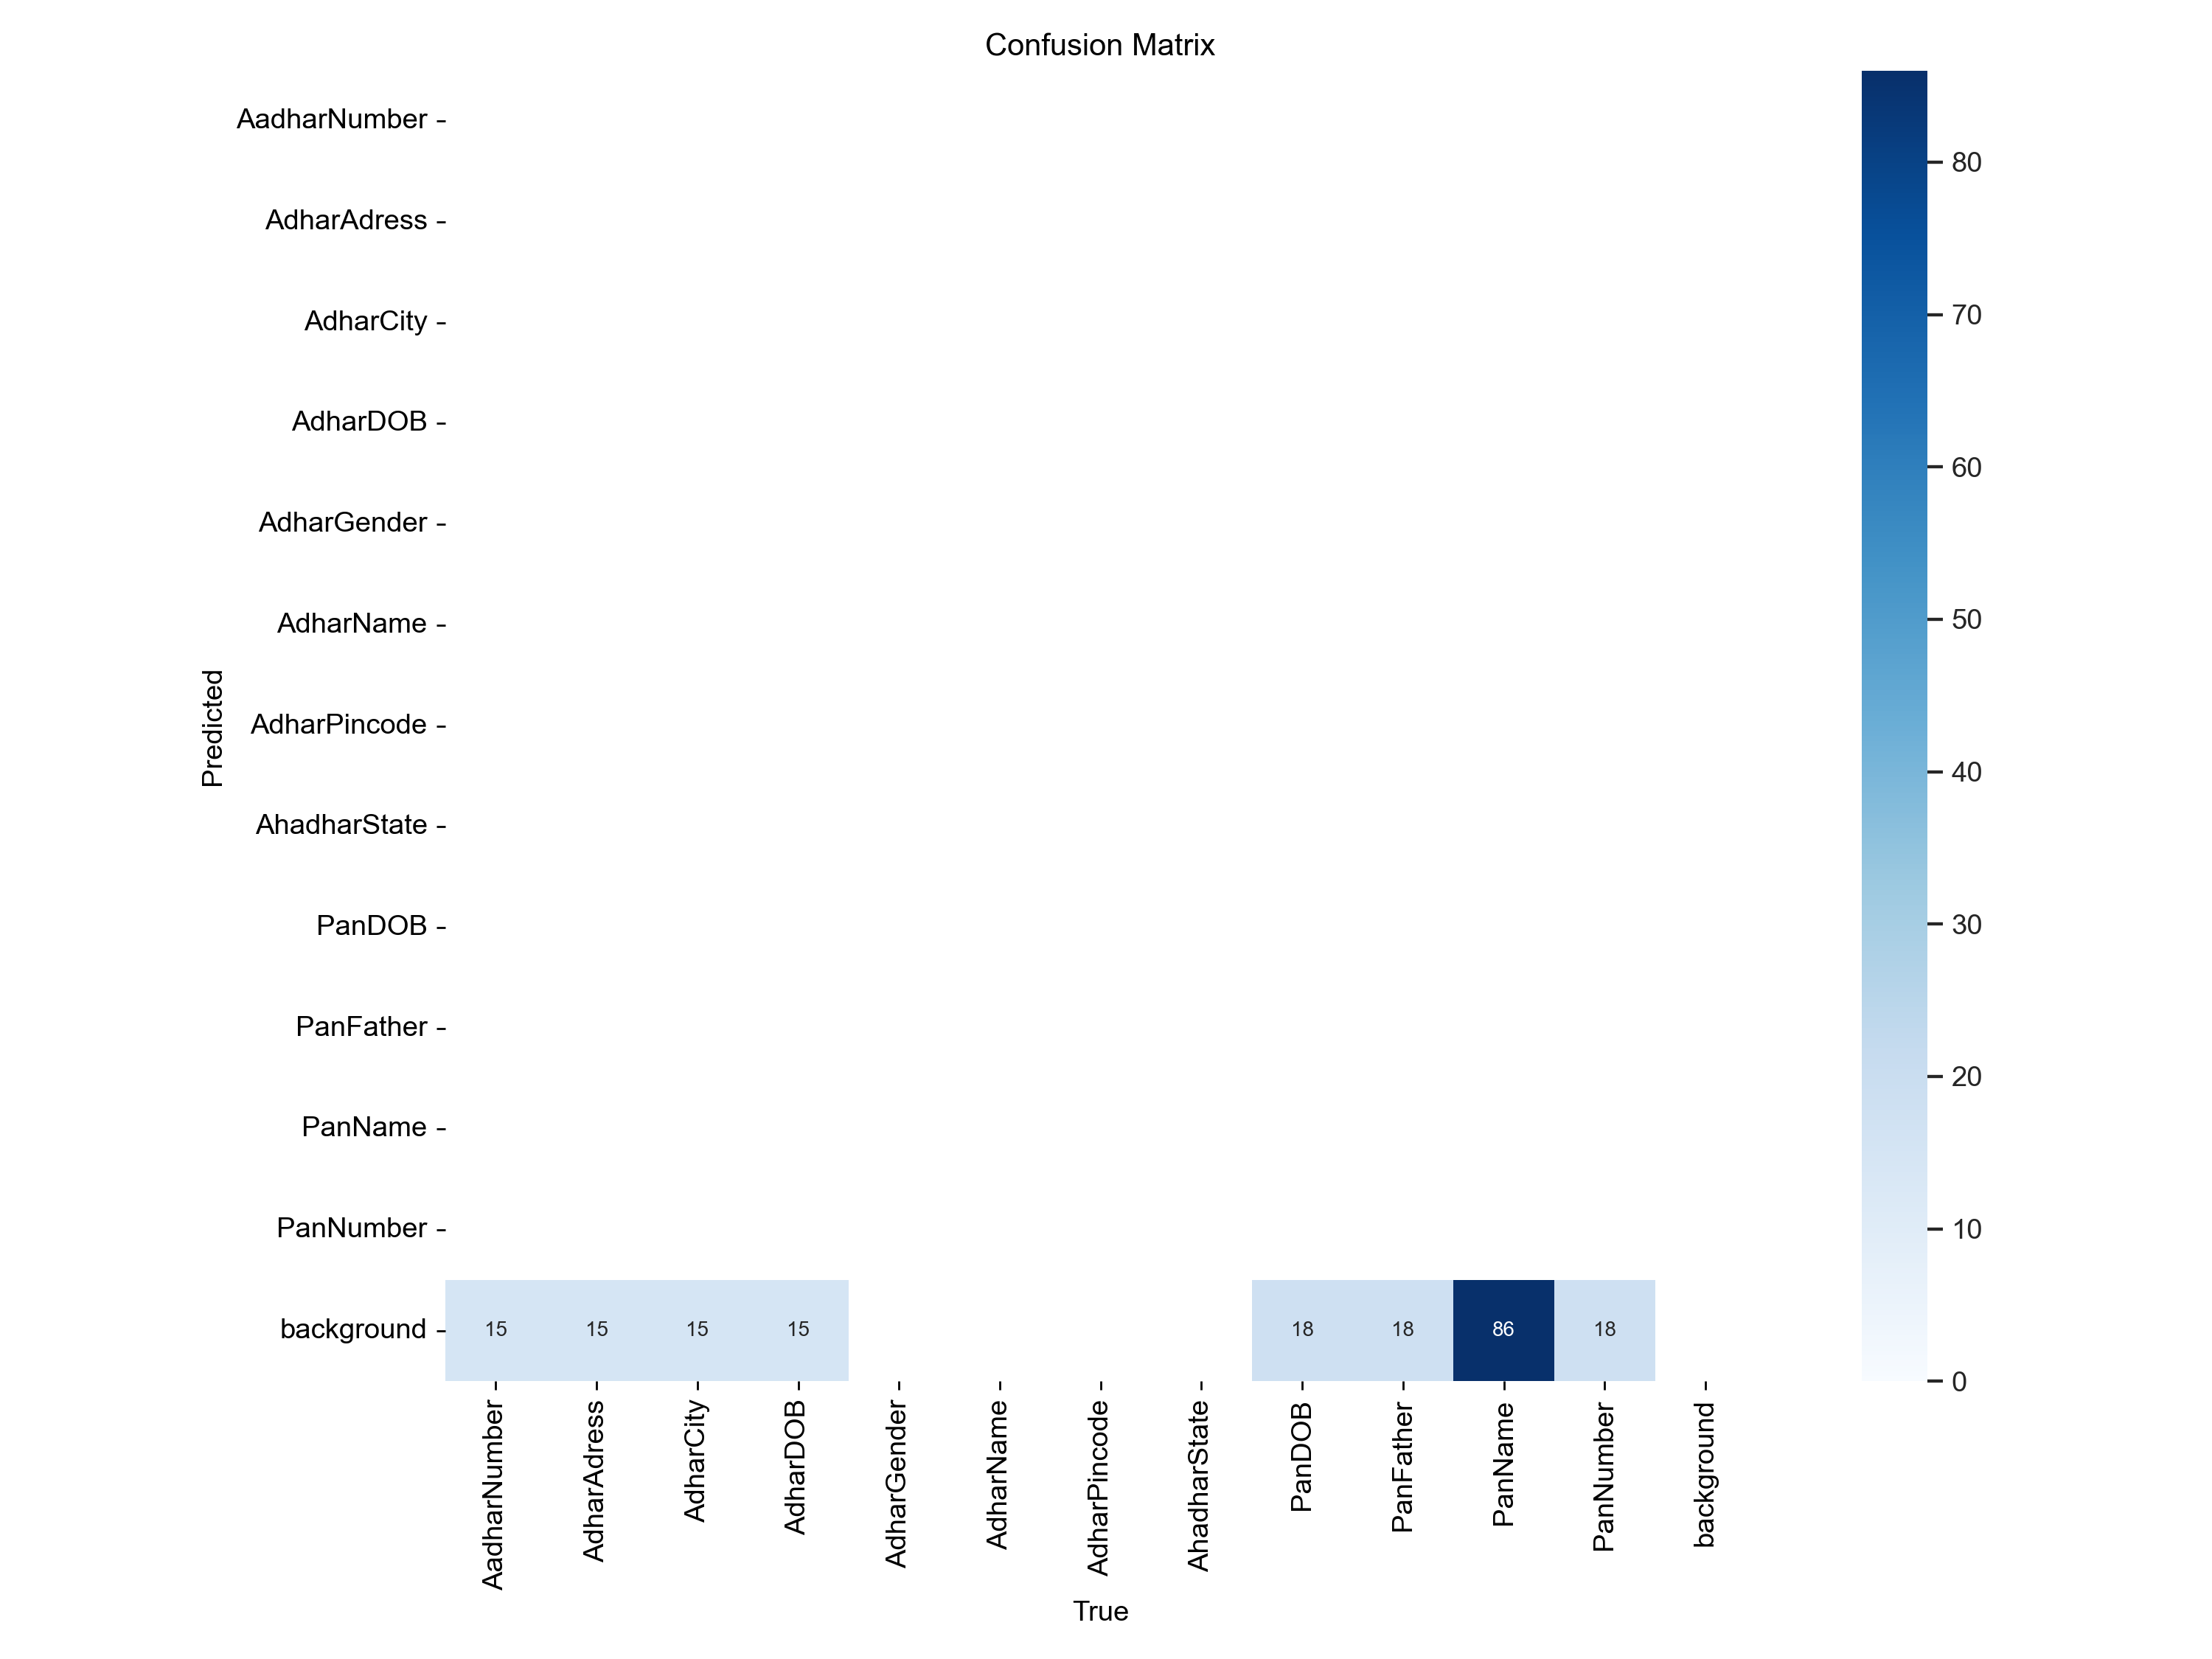 Confusion Matrix
AadharNumber
AdharAdress
AdharCity
AdharDOB
AdharGender
AdharName
AdharPincode
AhadharState
PanDOB
PanFather
PanName
PanNumber
background
Predicted
15 15 15 15 18 18 86 18
AadharNumber
AdharAdress
AdharCity
AdharDOB
AdharGender
AdharName
AdharPincode
AhadharState
PanDOB
PanFather
PanName
PanNumber
background
True
80
70
60
50
40
30
20
10
0